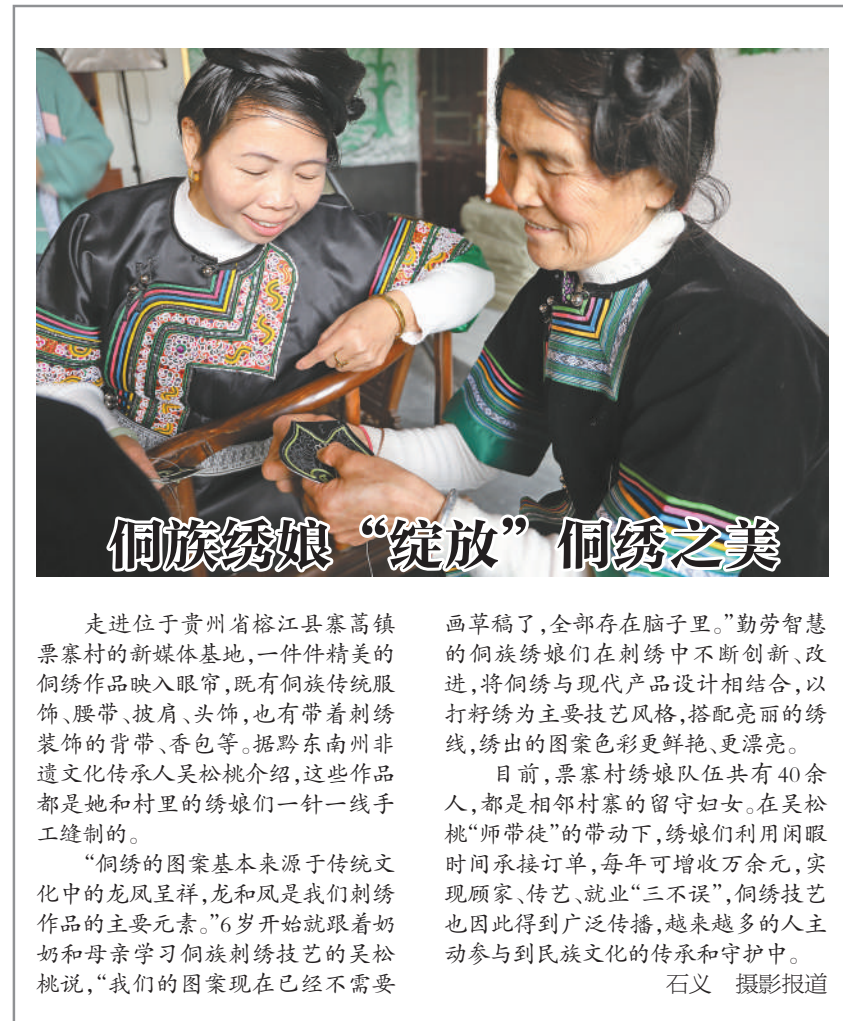 侗族绣娘“绽放”侗绣之美
走进位于贵州省榕江县寨蒿镇
票寨村的新媒体基地,一件件精美的
侗绣作品映入眼帘,既有侗族传统服
饰、腰带、披肩、头饰,也有带着刺绣
装饰的背带、香包等。据黔东南州非
遗文化传承人吴松桃介绍,这些作品
都是她和村里的绣娘们一针一线手
工缝制的。
“侗绣的图案基本来源于传统文
化中的龙凤呈祥,龙和凤是我们刺绣
作品的主要元素。”6岁开始就跟着奶
奶和母亲学习侗族刺绣技艺的吴松
桃说,“我们的图案现在已经不需要
画草稿了,全部存在脑子里。”勤劳智慧
的侗族绣娘们在刺绣中不断创新、改
进,将侗绣与现代产品设计相结合,以
打籽绣为主要技艺风格,搭配亮丽的绣
线,绣出的图案色彩更鲜艳、更漂亮。
目前,票寨村绣娘队伍共有40余
人,都是相邻村寨的留守妇女。在吴松
桃“师带徒”的带动下,绣娘们利用闲暇
时间承接订单,每年可增收万余元,实
现顾家、传艺、就业“三不误”,侗绣技艺
也因此得到广泛传播,越来越多的人主
动参与到民族文化的传承和守护中。
石义 摄影报道